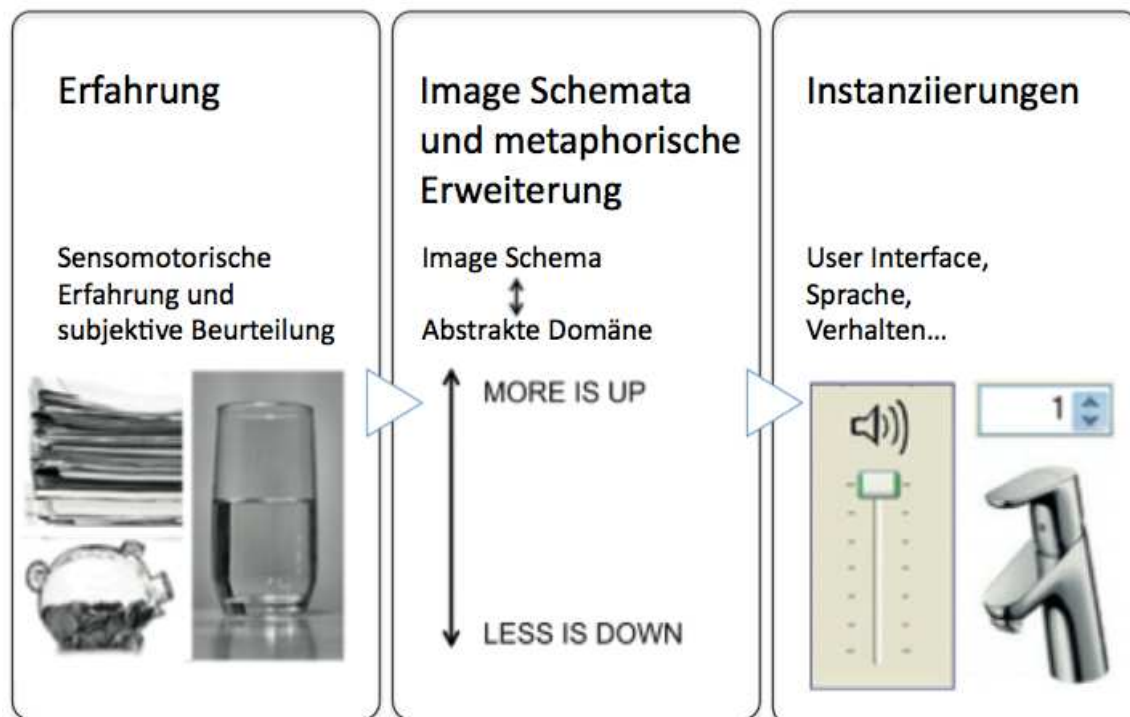 Erfahrung
Sensomotorische
Erfahrung und
subjektive Beurteilung
Image Schemata
und metaphorische
Erweiterung
Image Schema
Abstrakte Domäne
MORE IS UP
LESS IS DOWN
Instanziierungen
User Interface,
Sprache,
Verhalten...
1